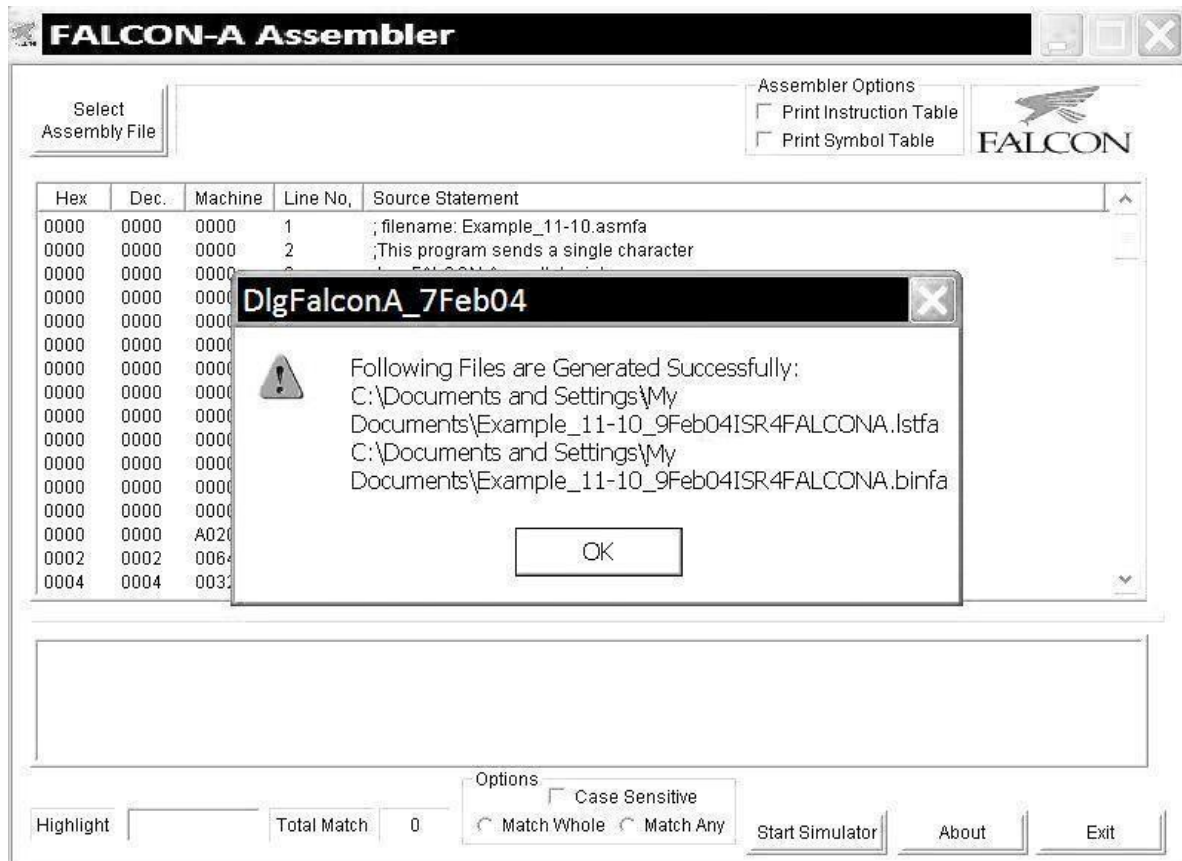 FALCON-A Assembler
Select
Assembly File
Assembler Options
Print Instruction Table
Print Symbol Table
FALCON
Hex Dec. Machine Line No, Source Statement
0000 0000 0000 1 ; filename: Example_11-10.asmfa
0000 0000 0000 2 ;This program sends a single character
0000 0000 0000
0000 0000
0000 0000
0000 0000
0000 0000
0000 0000
0000 0000
0000 0000
0000 0000
0000 0000
0000 0000
0000 0000
0002 0002
0004 0004
DlgFalconA_7Feb04
Following Files are Generated Successfully:
C:\Documents and Settings\My
Documents\Example_11-10_9Feb04ISR4FALCONA.lstfa
C:\Documents and Settings\My
Documents\Example_11-10_9Feb04ISR4FALCONA.binfa
OK
Options
Case Sensitive
Highlight Total Match 0 Match Whole Match Any Start Simulator About Exit